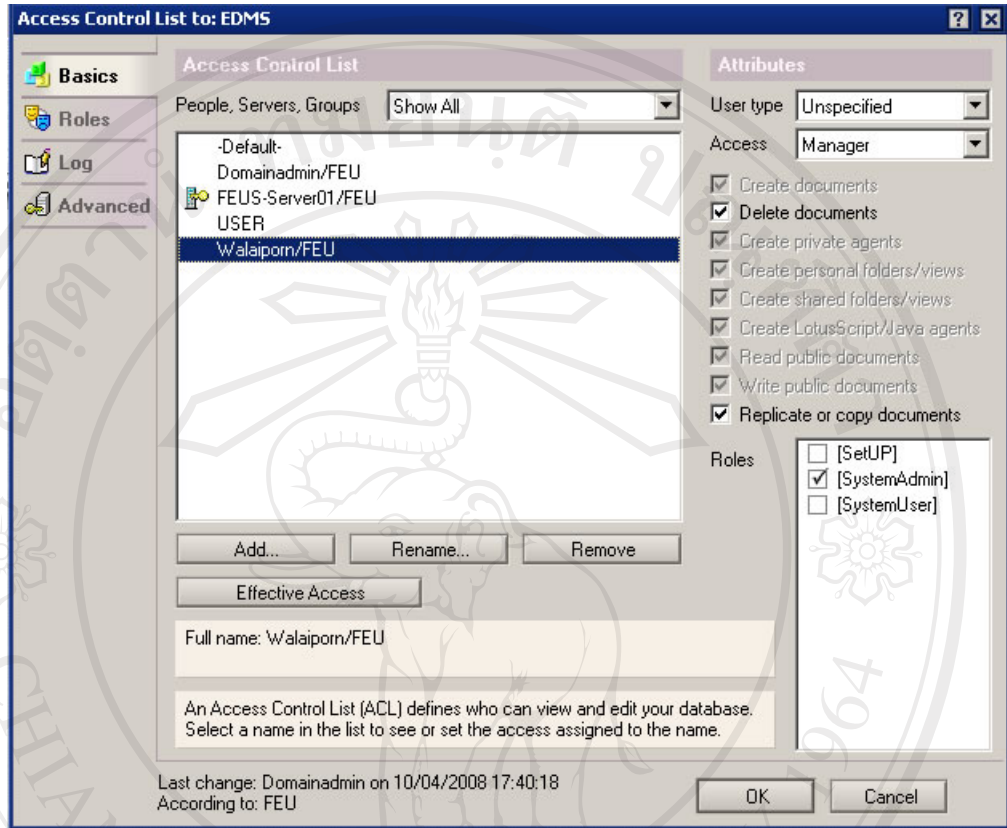 Access Control List to: EDMS
Basics
Roles
Log
Advanced
Access Control List
People, Servers, Groups Show All
-Default-
Domainadmin/FEU
FEUS-Server01/FEU
USER
Walaiporn/FEU
Add... Rename... Remove
Effective Access
Full name: Walaiporn/FEU
An Access Control List (ACL) defines who can view and edit your database.
Select a name in the list to see or set the access assigned to the name.
Attributes
User type Unspecified
Access Manager
Create documents
Delete documents
Create private agents
Create personal folders/views
Create shared folders/views
Create LotusScript/Java agents
Read public documents
Write public documents
Replicate or copy documents
Roles
[SetUP]
[SystemAdmin]
[SystemUser]
Last change: Domainadmin on 10/04/2008 17:40:18
According to: FEU
OK Cancel
1964